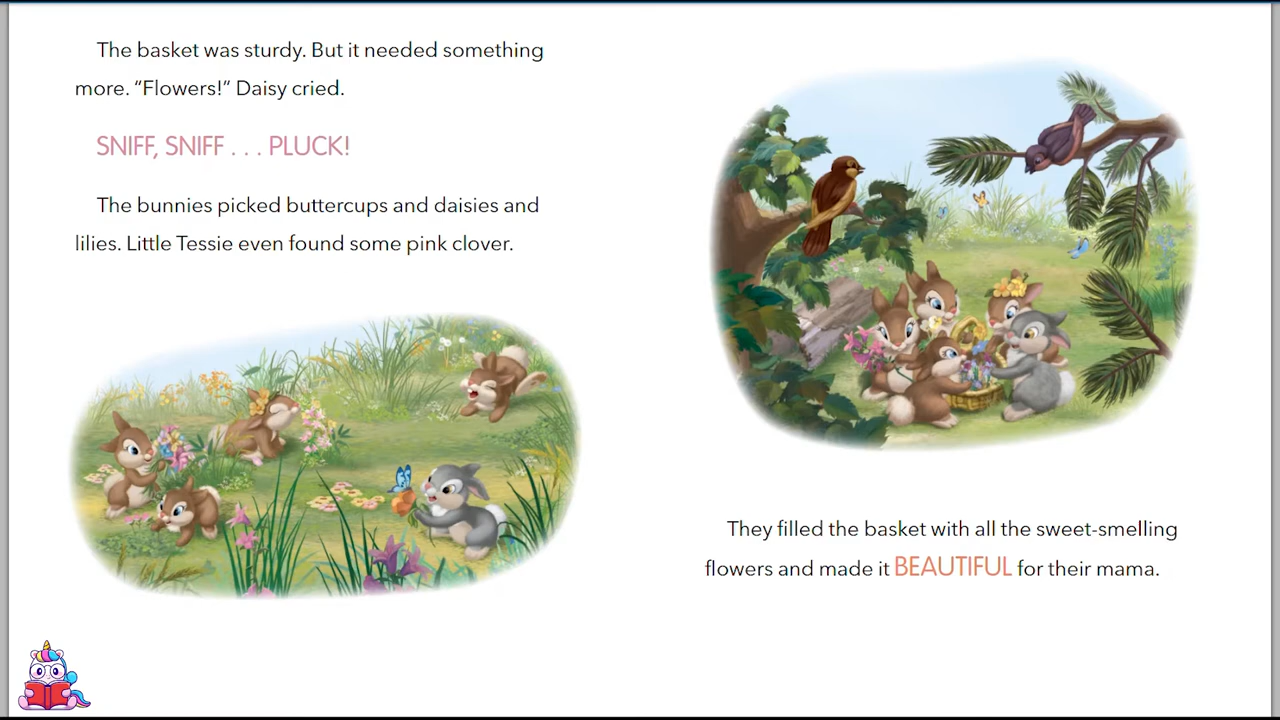 The basket was sturdy. But it needed something
more. “Flowers!” Daisy cried.
SNIFF, SNIFF . . . PLUCK!
The bunnies picked buttercups and daisies and
lilies. Little Tessie even found some pink clover.
They filled the basket with all the sweet-smelling
flowers and made it BEAUTIFUL for their mama.